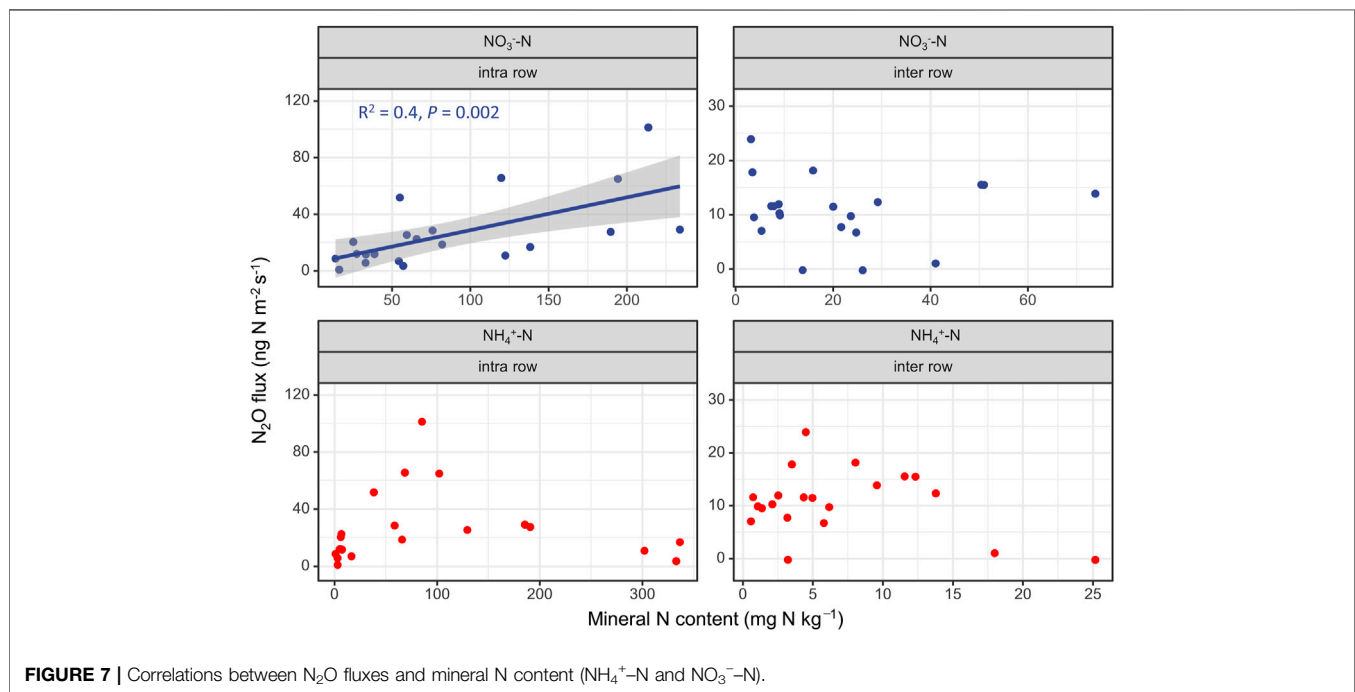 NO₃⁻-N
intra row
R² = 0.4, P = 0.002
120
80
40
0
50
100
150
200
NO₃⁻-N
inter row
30
20
10
0
0
20
40
60
N₂O flux (ng N m⁻² s⁻¹)
NH₄⁺-N
intra row
120
80
40
0
0
100
200
300
NH₄⁺-N
inter row
30
20
10
0
0
5
10
15
20
25
Mineral N content (mg N kg⁻¹)
FIGURE 7 | Correlations between N₂O fluxes and mineral N content (NH₄⁺–N and NO₃⁻–N).